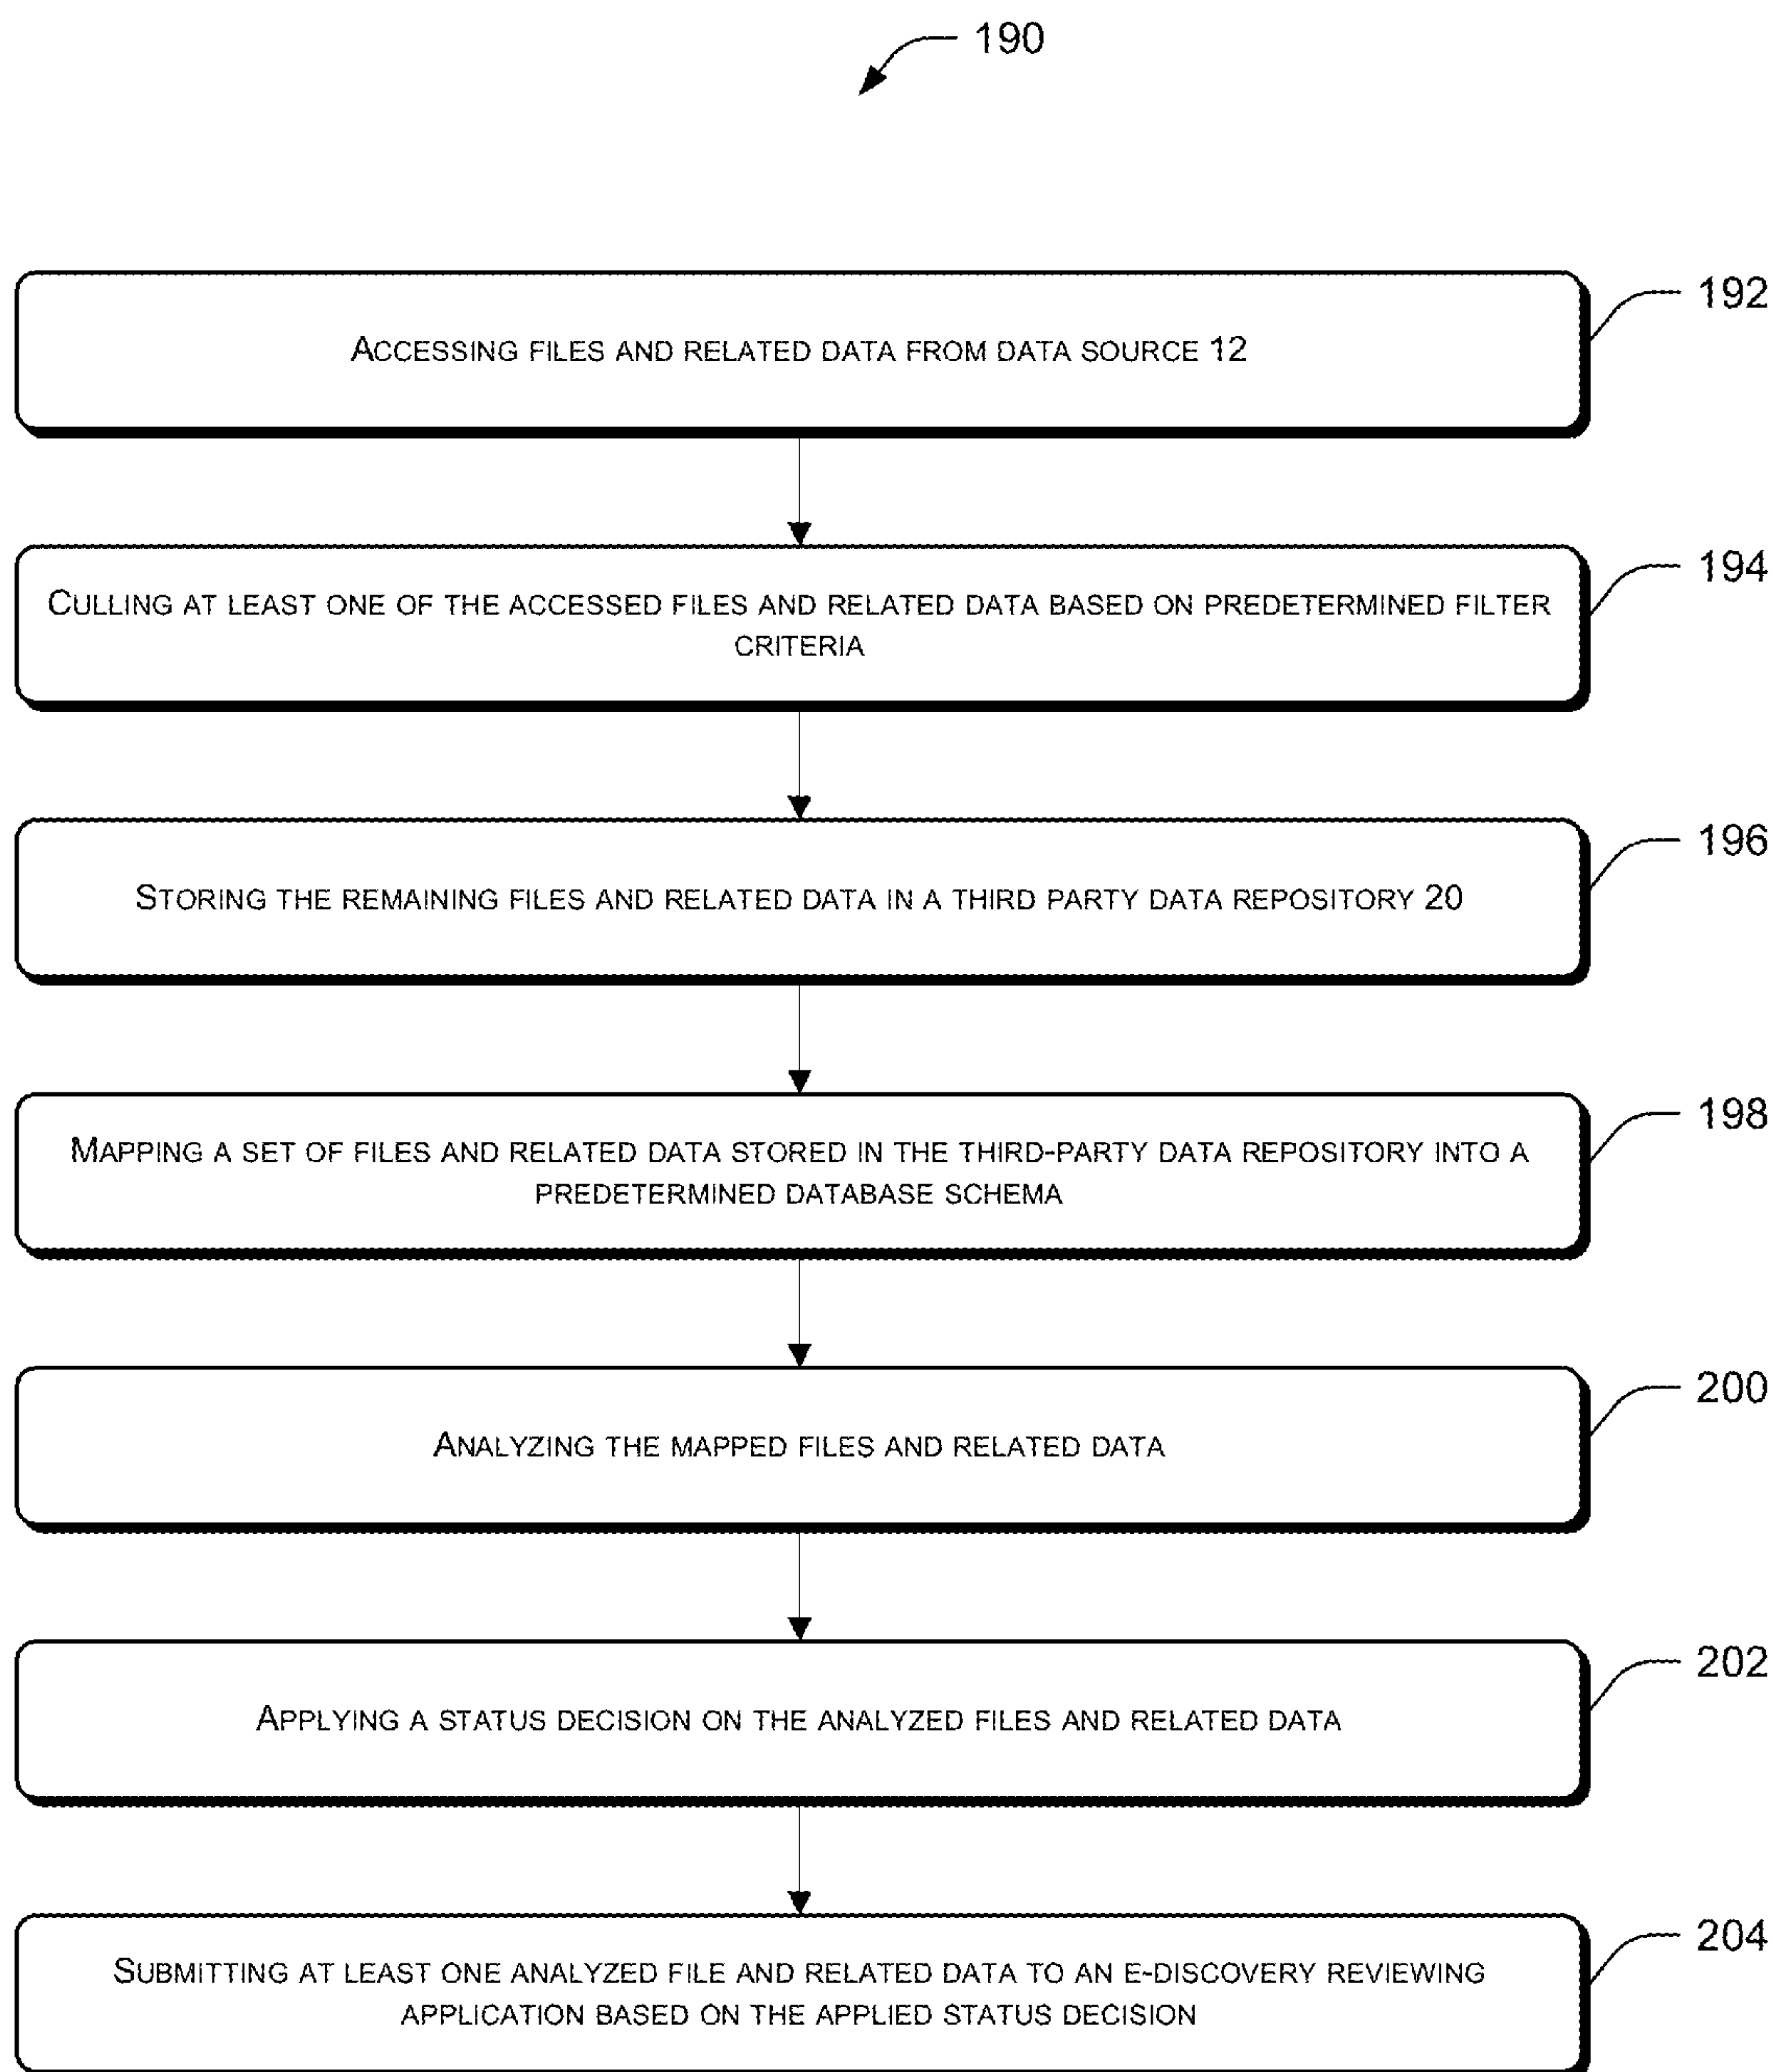 190
ACCESSING FILES AND RELATED DATA FROM DATA SOURCE 12
192
CULLING AT LEAST ONE OF THE ACCESSED FILES AND RELATED DATA BASED ON PREDETERMINED FILTER
CRITERIA
194
STORING THE REMAINING FILES AND RELATED DATA IN A THIRD PARTY DATA REPOSITORY 20
196
MAPPING A SET OF FILES AND RELATED DATA STORED IN THE THIRD-PARTY DATA REPOSITORY INTO A
PREDETERMINED DATABASE SCHEMA
198
ANALYZING THE MAPPED FILES AND RELATED DATA
200
APPLYING A STATUS DECISION ON THE ANALYZED FILES AND RELATED DATA
202
SUBMITTING AT LEAST ONE ANALYZED FILE AND RELATED DATA TO AN E-DISCOVERY REVIEWING
APPLICATION BASED ON THE APPLIED STATUS DECISION
204